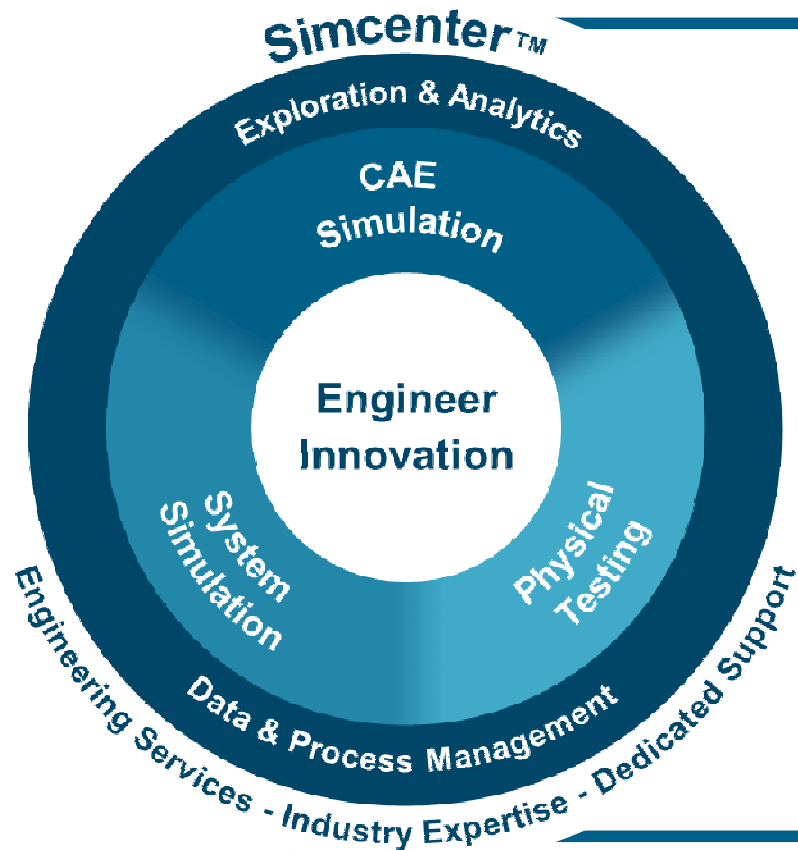 Simcenter™
Exploration & Analytics
CAE
Simulation
Engineer
Innovation
System
Simulation
Physical
Testing
Data & Process Management
Engineering Services - Industry Expertise - Dedicated Support